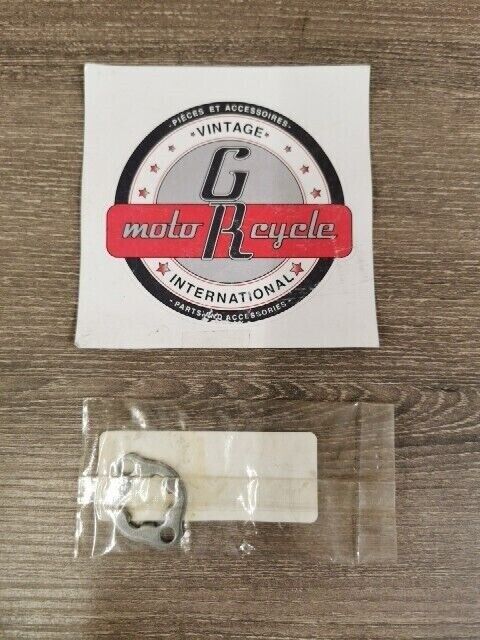 -PIÈCES ET ACCESSOIRES-
*VINTAGE*
G
moto R cycle
INTERNATIONAL
-PARTS AND ACCESSORIES-